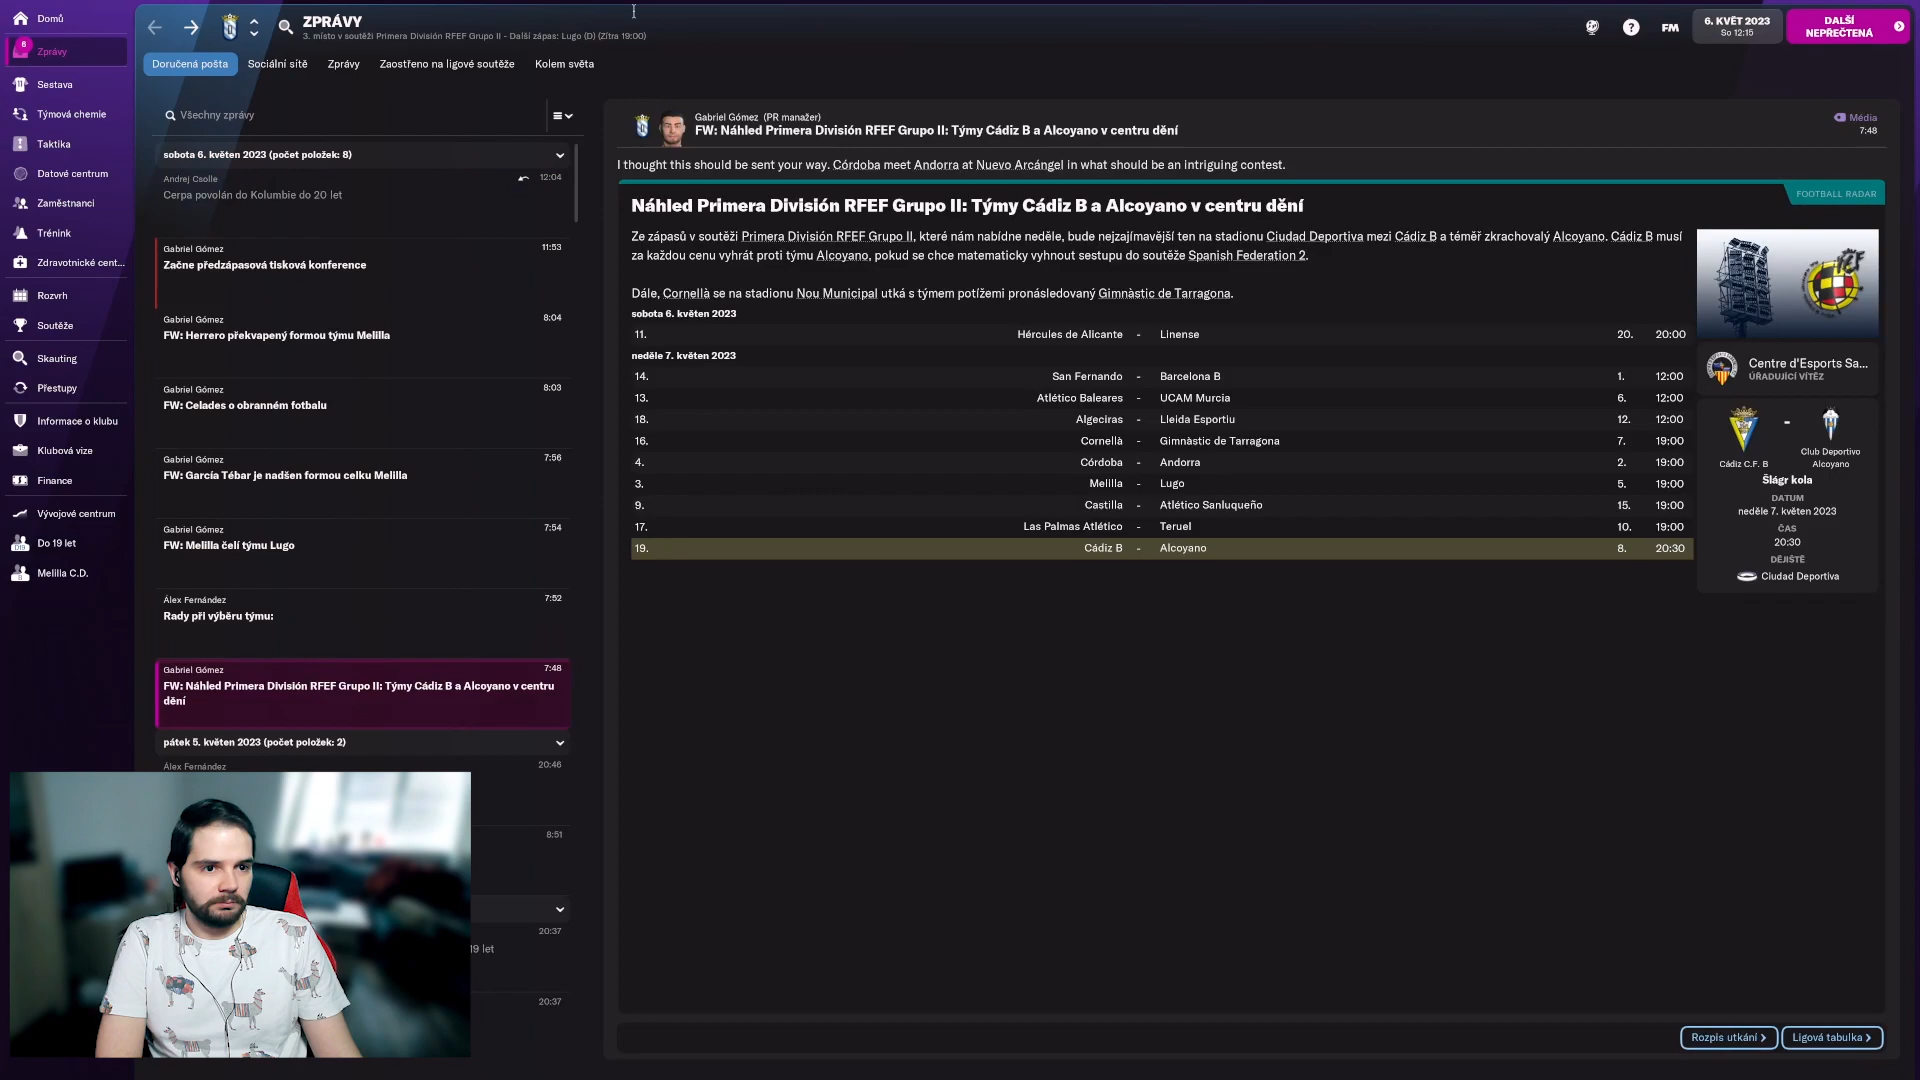 Domů
8
Zprávy
Sestava
Týmová chemie
Taktika
Datové centrum
Zaměstnanci
Trénink
Zdravotnické cent...
Rozvrh
Soutěže
Skauting
Přestupy
Informace o klubu
Klubová vize
Finance
Vývojové centrum
Do 19 let
Melilla C.D.
ZPRÁVY
3. místo v soutěži Primera División RFEF Grupo II - Další zápas: Lugo (D) (Zítra 19:00)
FM
6. KVĚT 2023
So 12:15
DALŠÍ
NEPŘEČTENÁ
Doručená pošta
Sociální sítě
Zprávy
Zaostřeno na ligové soutěže
Kolem světa
Všechny zprávy
sobota 6. květen 2023 (počet položek: 8)
Andrej Csolle 12:04
Cerpa povolán do Kolumbie do 20 let
Gabriel Gómez 11:53
Začne předzápasová tisková konference
Gabriel Gómez 8:04
FW: Herrero překvapený formou týmu Melilla
Gabriel Gómez 8:03
FW: Celades o obranném fotbalu
Gabriel Gómez 7:56
FW: García Tébar je nadšen formou celku Melilla
Gabriel Gómez 7:54
FW: Melilla čelí týmu Lugo
Álex Fernández 7:52
Rady při výběru týmu:
Gabriel Gómez 7:48
FW: Náhled Primera División RFEF Grupo II: Týmy Cádiz B a Alcoyano v centru
dění
pátek 5. květen 2023 (počet položek: 2)
Álex Fernández 20:46
8:51
20:37
19 let
20:37
Gabriel Gómez (PR manažer)
FW: Náhled Primera División RFEF Grupo II: Týmy Cádiz B a Alcoyano v centru dění
Média
7:48
I thought this should be sent your way. Córdoba meet Andorra at Nuevo Arcángel in what should be an intriguing contest.
FOOTBALL RADAR
Náhled Primera División RFEF Grupo II: Týmy Cádiz B a Alcoyano v centru dění
Ze zápasů v soutěži Primera División RFEF Grupo II, které nám nabídne neděle, bude nejzajímavější ten na stadionu Ciudad Deportiva mezi Cádiz B a téměř zkrachovalý Alcoyano. Cádiz B musí
za každou cenu vyhrát proti týmu Alcoyano, pokud se chce matematicky vyhnout sestupu do soutěže Spanish Federation 2.
Dále, Cornellà se na stadionu Nou Municipal utká s týmem potížemi pronásledovaný Gimnàstic de Tarragona.
sobota 6. květen 2023
11. Hércules de Alicante - Linense 20. 20:00
neděle 7. květen 2023
14. San Fernando - Barcelona B 1. 12:00
13. Atlético Baleares - UCAM Murcia 6. 12:00
18. Algeciras - Lleida Esportiu 12. 12:00
16. Cornellà - Gimnàstic de Tarragona 7. 19:00
4. Córdoba - Andorra 2. 19:00
3. Melilla - Lugo 5. 19:00
9. Castilla - Atlético Sanluqueño 15. 19:00
17. Las Palmas Atlético - Teruel 10. 19:00
19. Cádiz B - Alcoyano 8. 20:30
Centre d'Esports Sa...
ÚŘADUJÍCÍ VÍTĚZ
-
Cádiz C.F. B
Club Deportivo
Alcoyano
Šlágr kola
DATUM
neděle 7. květen 2023
ČAS
20:30
DĚJIŠTĚ
Ciudad Deportiva
Rozpis utkání
Ligová tabulka